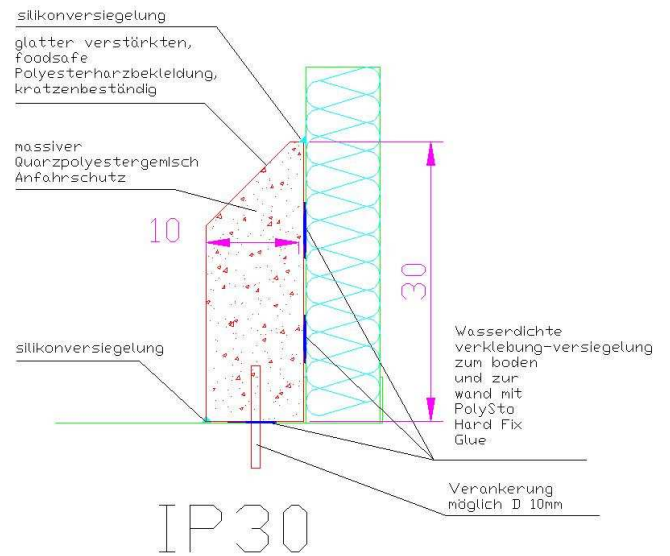 silikonversiegelung
glatter verstärkten,
foodsafe
Polyesterharzbekleidung,
kratzenbeständig
massiver
Quarzpolyestergemisch
Anfahrschutz
10
30
silikonversiegelung
Wasserdichte
verklebung-versiegelung
zum boden
und zur
wand mit
PolySto
Hard Fix
Glue
Verankerung
möglich D 10mm
IP30